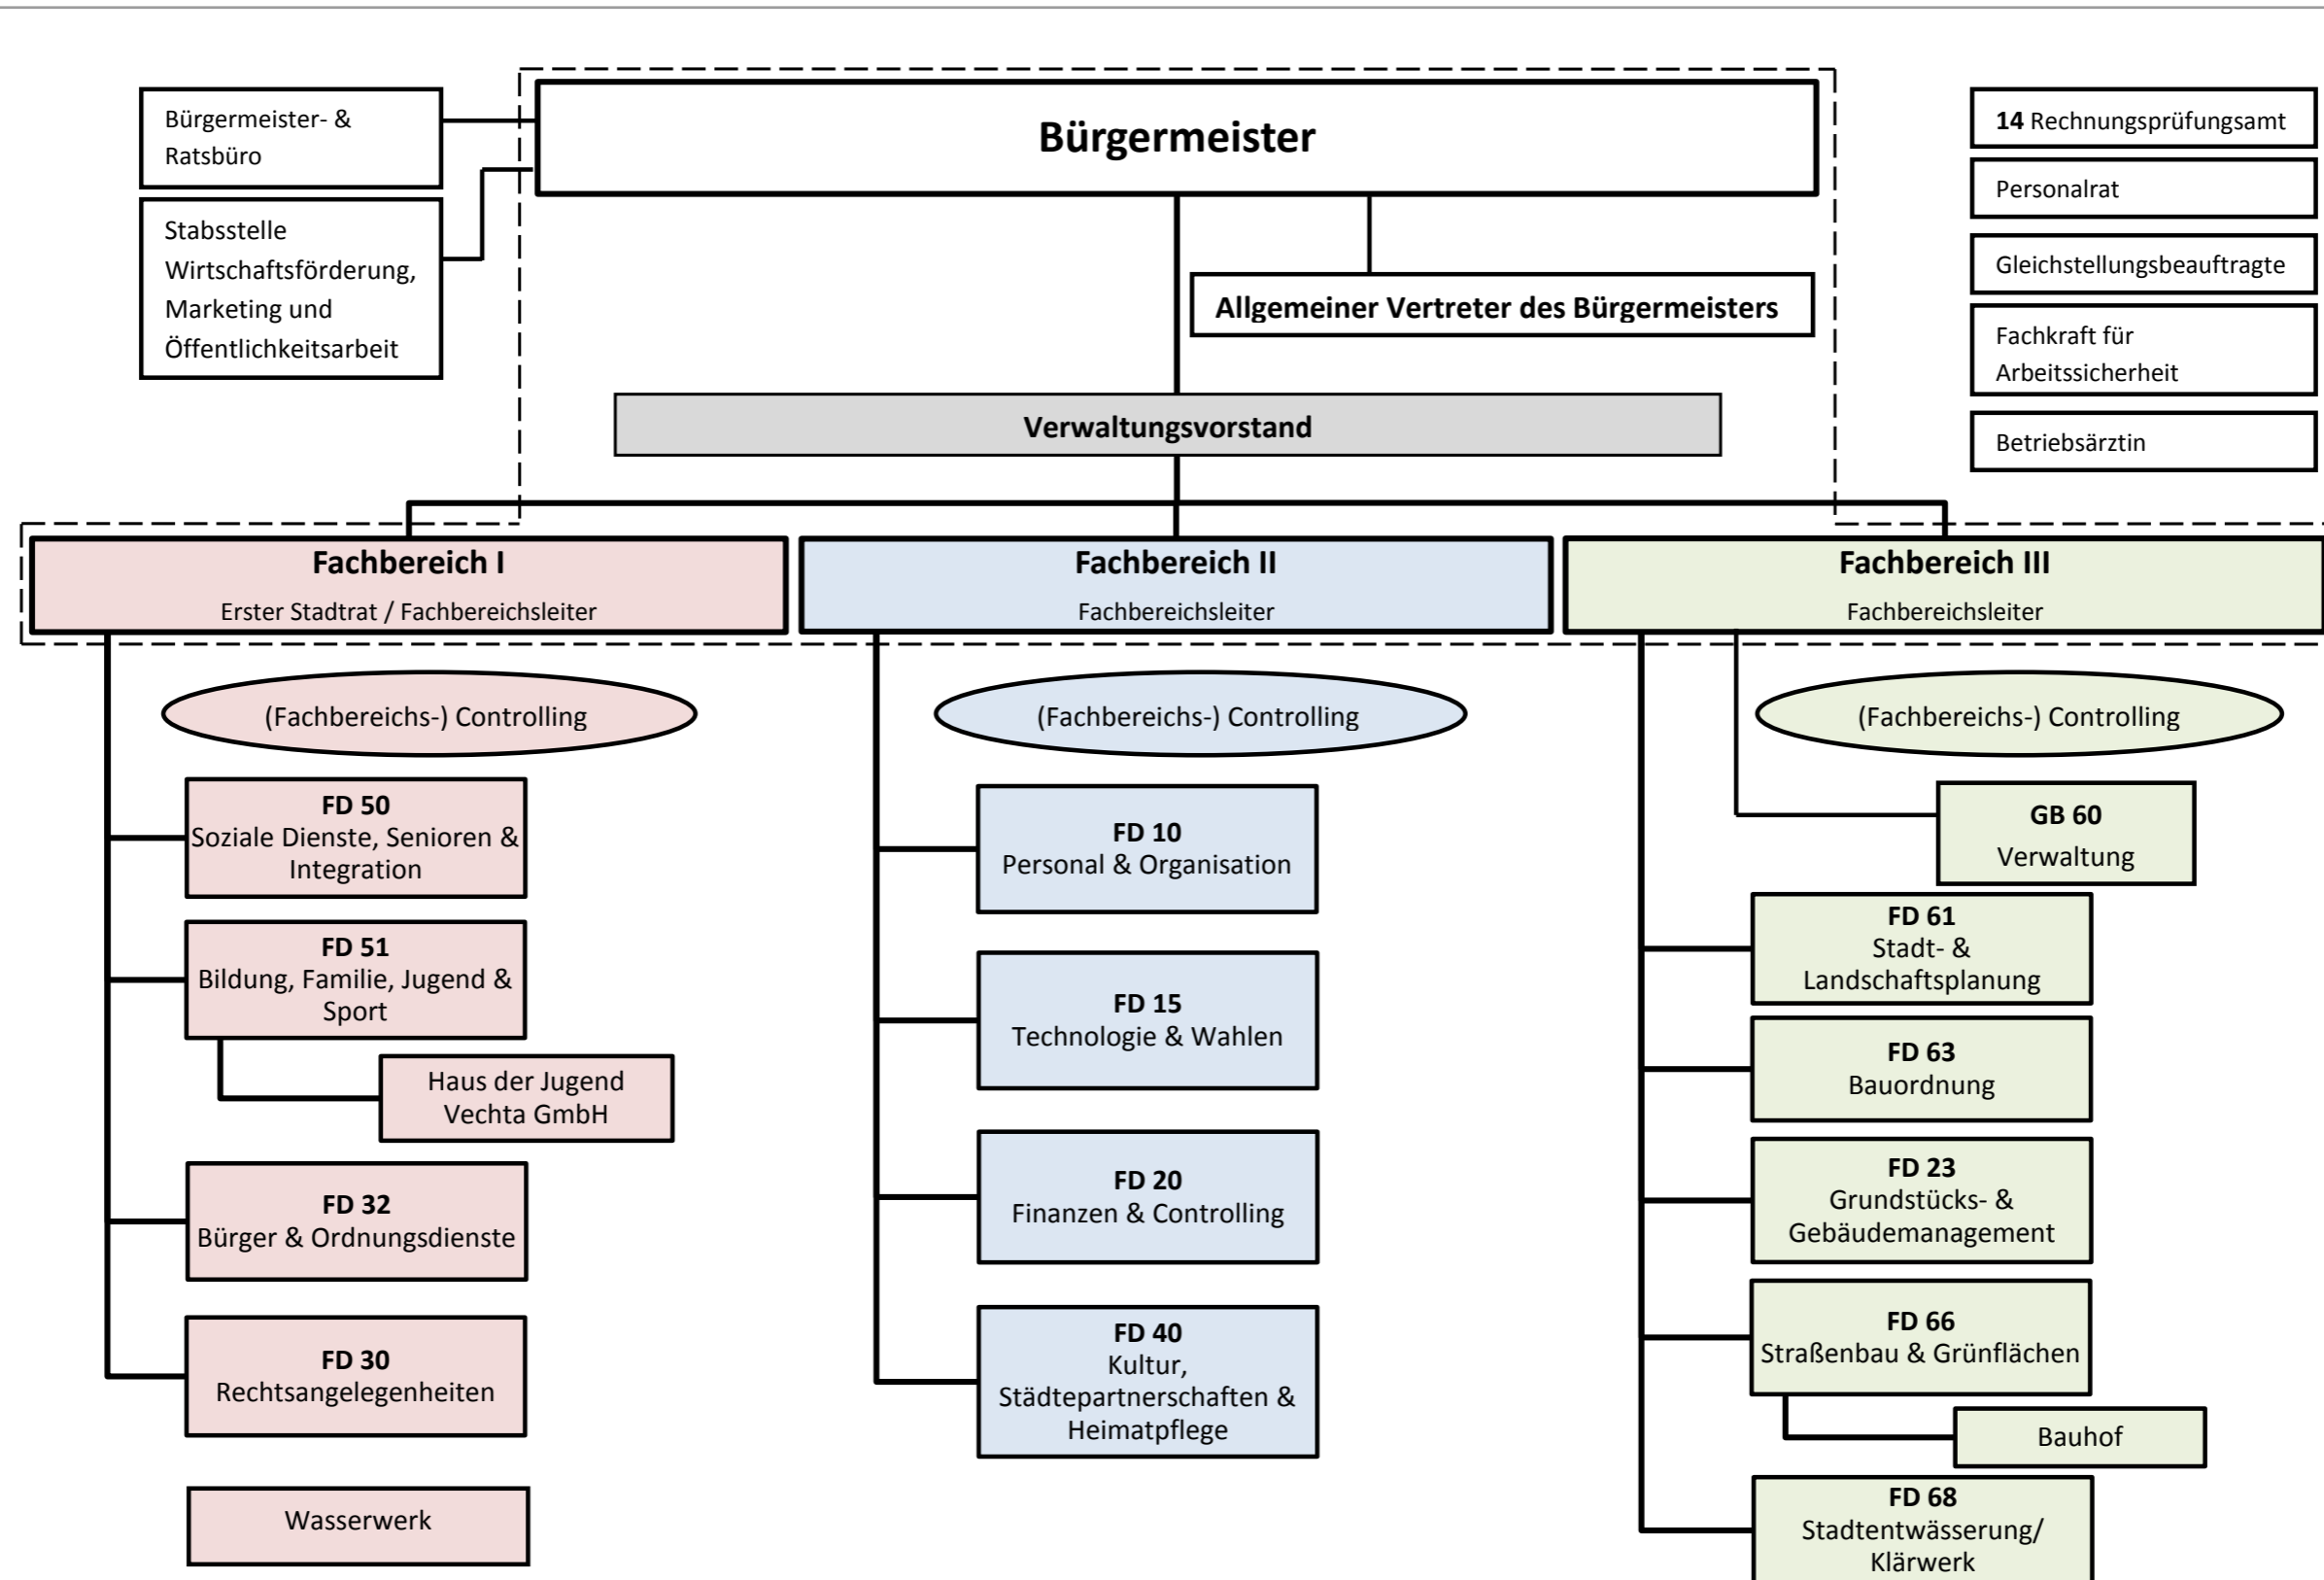 Bürgermeister- &
Ratsbüro
Stabsstelle
Wirtschaftsförderung,
Marketing und
Öffentlichkeitsarbeit
Bürgermeister
Allgemeiner Vertreter des Bürgermeisters
Verwaltungsvorstand
14 Rechnungsprüfungsamt
Personalrat
Gleichstellungsbeauftragte
Fachkraft für
Arbeitssicherheit
Betriebsärztin
Fachbereich I
Erster Stadtrat / Fachbereichsleiter
(Fachbereichs-) Controlling
FD 50
Soziale Dienste, Senioren &
Integration
FD 51
Bildung, Familie, Jugend &
Sport
Haus der Jugend
Vechta GmbH
FD 32
Bürger & Ordnungsdienste
FD 30
Rechtsangelegenheiten
Wasserwerk
Fachbereich II
Fachbereichsleiter
(Fachbereichs-) Controlling
FD 10
Personal & Organisation
FD 15
Technologie & Wahlen
FD 20
Finanzen & Controlling
FD 40
Kultur,
Städtepartnerschaften &
Heimatpflege
Fachbereich III
Fachbereichsleiter
(Fachbereichs-) Controlling
GB 60
Verwaltung
FD 61
Stadt- &
Landschaftsplanung
FD 63
Bauordnung
FD 23
Grundstücks- &
Gebäudemanagement
FD 66
Straßenbau & Grünflächen
Bauhof
FD 68
Stadtentwässerung/
Klärwerk